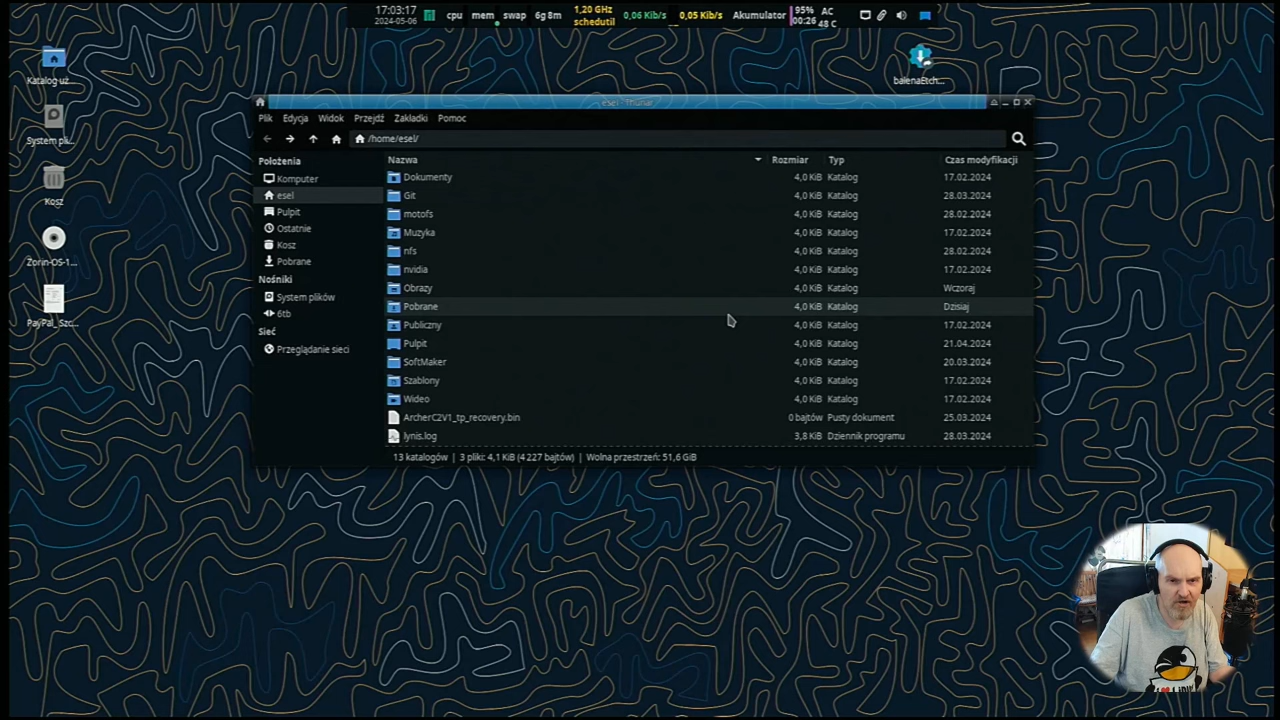 17:03:17
2024-05-06
cpu mem swap 6g8m
1,20 GHz
schedutil
0,06 Kib/s 0,05 Kib/s Akumulator
95%
00:26
AC
48 C
Katalog uż...
System pli...
Kosz
Zorin-OS-1...
PayPal_Szc...
balenaEtch...
esel - Thunar
Plik Edycja Widok Przejdź Zakładki Pomoc
/home/esel/
Położenia
Komputer
esel
Pulpit
Ostatnie
Kosz
Pobrane
Nośniki
System plików
6tb
Sieć
Przeglądanie sieci
Nazwa Rozmiar Typ Czas modyfikacji
Dokumenty 4,0 KiB Katalog 17.02.2024
Git 4,0 KiB Katalog 28.03.2024
motofs 4,0 KiB Katalog 28.02.2024
Muzyka 4,0 KiB Katalog 17.02.2024
nfs 4,0 KiB Katalog 28.02.2024
nvidia 4,0 KiB Katalog 17.02.2024
Obrazy 4,0 KiB Katalog Wczoraj
Pobrane 4,0 KiB Katalog Dzisiaj
Publiczny 4,0 KiB Katalog 17.02.2024
Pulpit 4,0 KiB Katalog 21.04.2024
SoftMaker 4,0 KiB Katalog 20.03.2024
Szablony 4,0 KiB Katalog 17.02.2024
Wideo 4,0 KiB Katalog 17.02.2024
ArcherC2V1_tp_recovery.bin 0 bajtów Pusty dokument 25.03.2024
lynis.log 3,8 KiB Dziennik programu 28.03.2024
13 katalogów | 3 pliki: 4,1 KiB (4 227 bajtów) | Wolna przestrzeń: 51,6 GiB